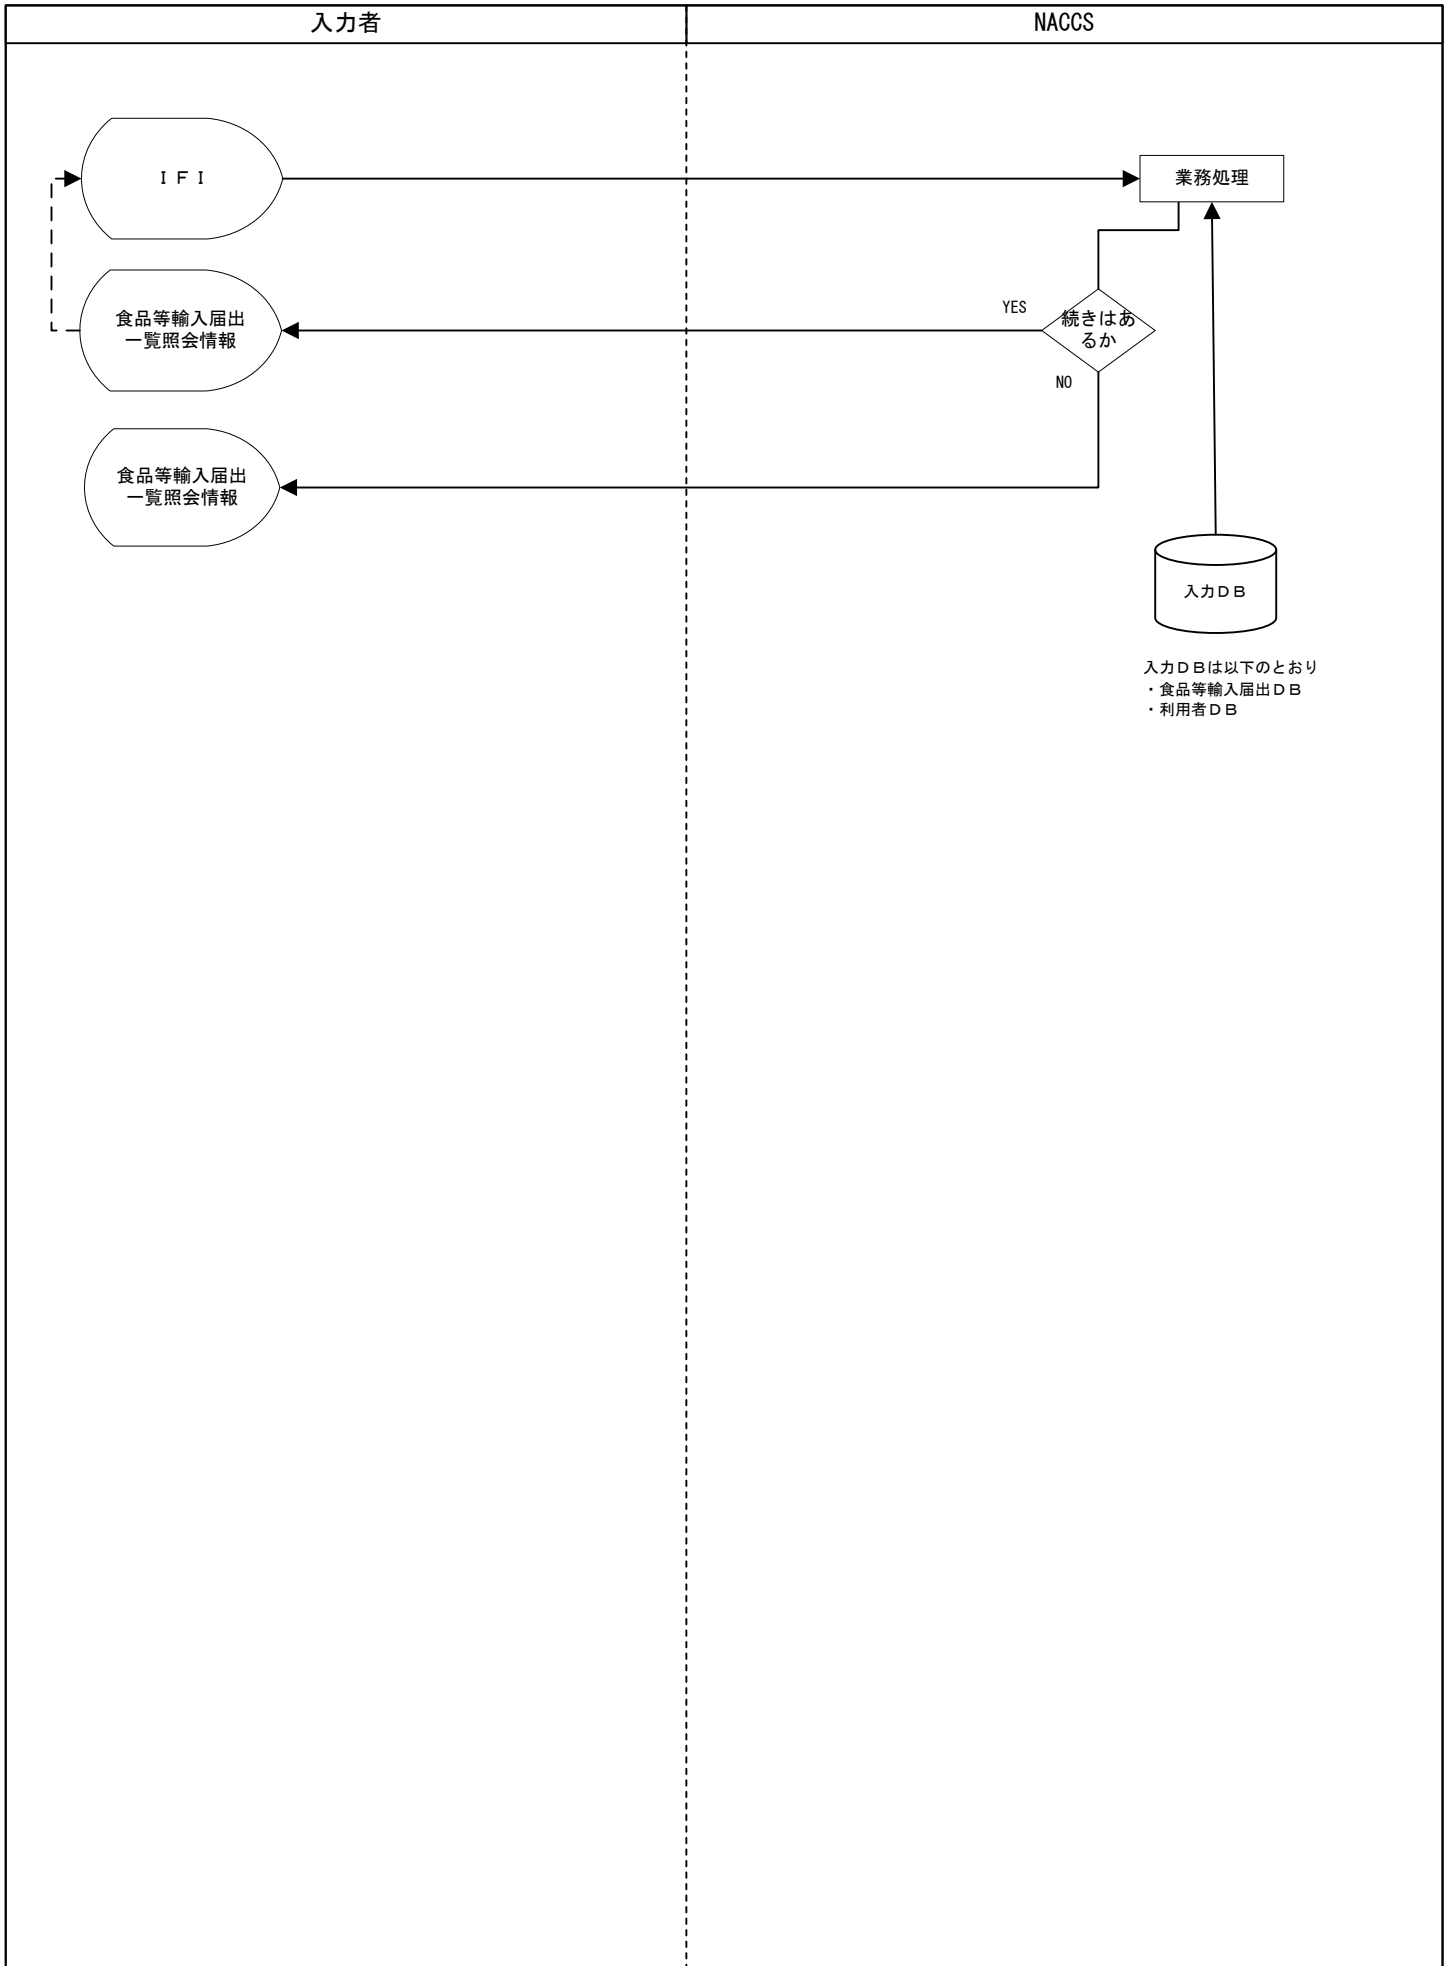 入力者
NACCS
ＩＦＩ
業務処理
食品等輸入届出
一覧照会情報
YES
続きはあ
るか
NO
食品等輸入届出
一覧照会情報
入力ＤＢ
入力ＤＢは以下のとおり
・食品等輸入届出ＤＢ
・利用者ＤＢ